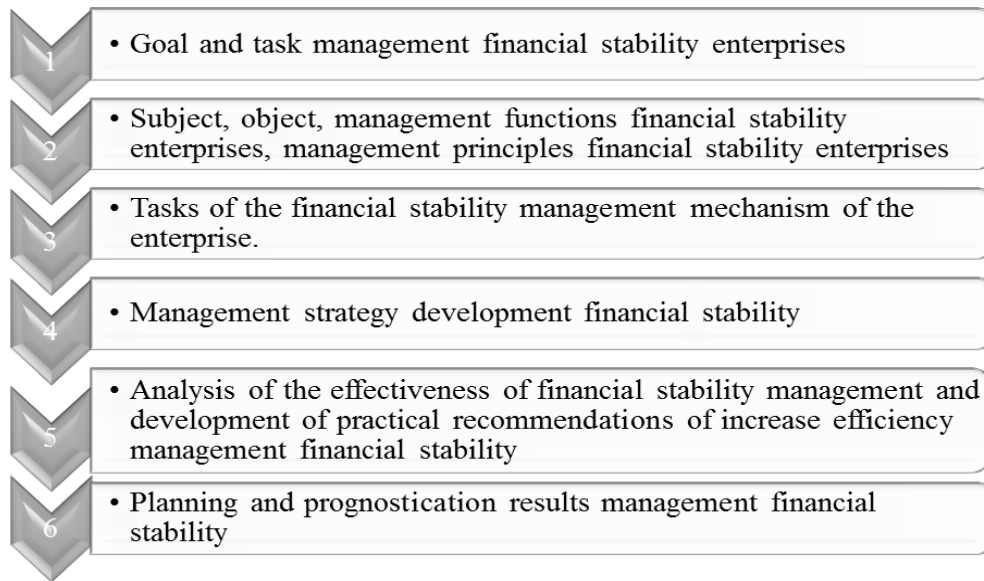 1
• Goal and task management financial stability enterprises
2
• Subject, object, management functions financial stability
enterprises, management principles financial stability enterprises
3
• Tasks of the financial stability management mechanism of the
enterprise.
4
• Management strategy development financial stability
5
• Analysis of the effectiveness of financial stability management and
development of practical recommendations of increase efficiency
management financial stability
6
• Planning and prognostication results management financial
stability